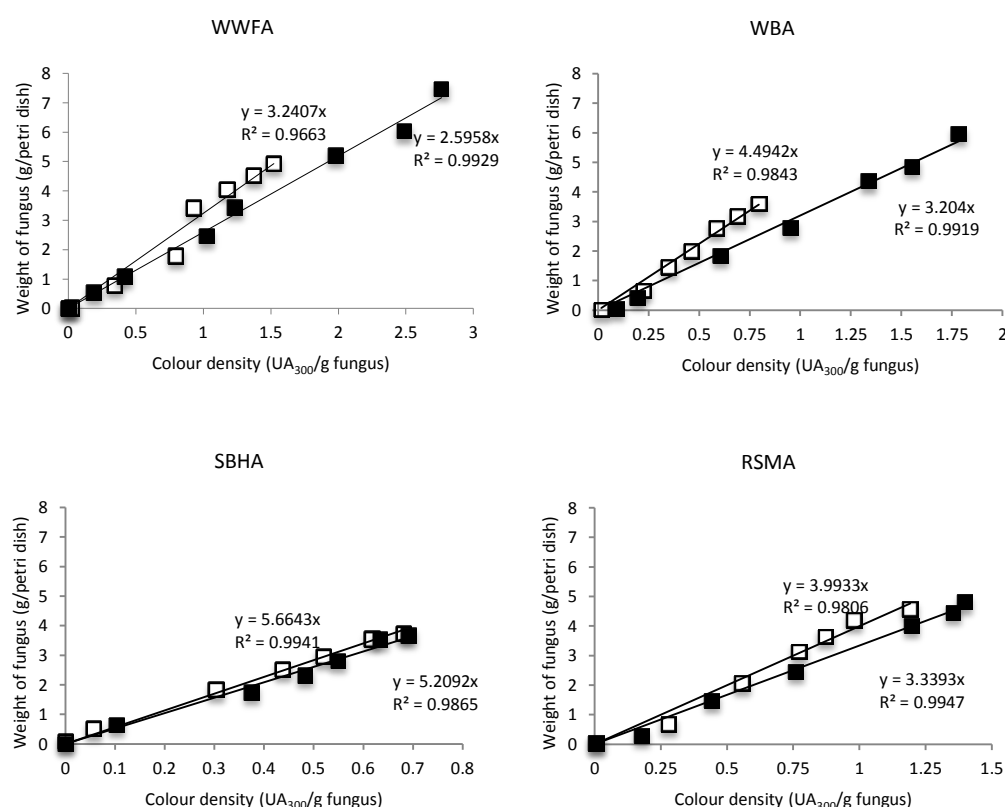 WWFA
Weight of fungus (g/petri dish)
8
7
6
5
4
3
2
1
0
y = 3.2407x
R² = 0.9663
y = 2.5958x
R² = 0.9929
0 0.5 1 1.5 2 2.5 3
Colour density (UA₃₀₀/g fungus)
WBA
Weight of fungus (g/petri dish)
8
7
6
5
4
3
2
1
0
y = 4.4942x
R² = 0.9843
y = 3.204x
R² = 0.9919
0 0.25 0.5 0.75 1 1.25 1.5 1.75 2
Colour density (UA₃₀₀/g fungus)
SBHA
Weight of fungus (g/petri dish)
8
7
6
5
4
3
2
1
0
y = 5.6643x
R² = 0.9941
y = 5.2092x
R² = 0.9865
0 0.1 0.2 0.3 0.4 0.5 0.6 0.7 0.8
Colour density (UA₃₀₀/g fungus)
RSMA
Weight of fungus (g/petri dish)
8
7
6
5
4
3
2
1
0
y = 3.9933x
R² = 0.9806
y = 3.3393x
R² = 0.9947
0 0.25 0.5 0.75 1 1.25 1.5
Colour density (UA₃₀₀/g fungus)